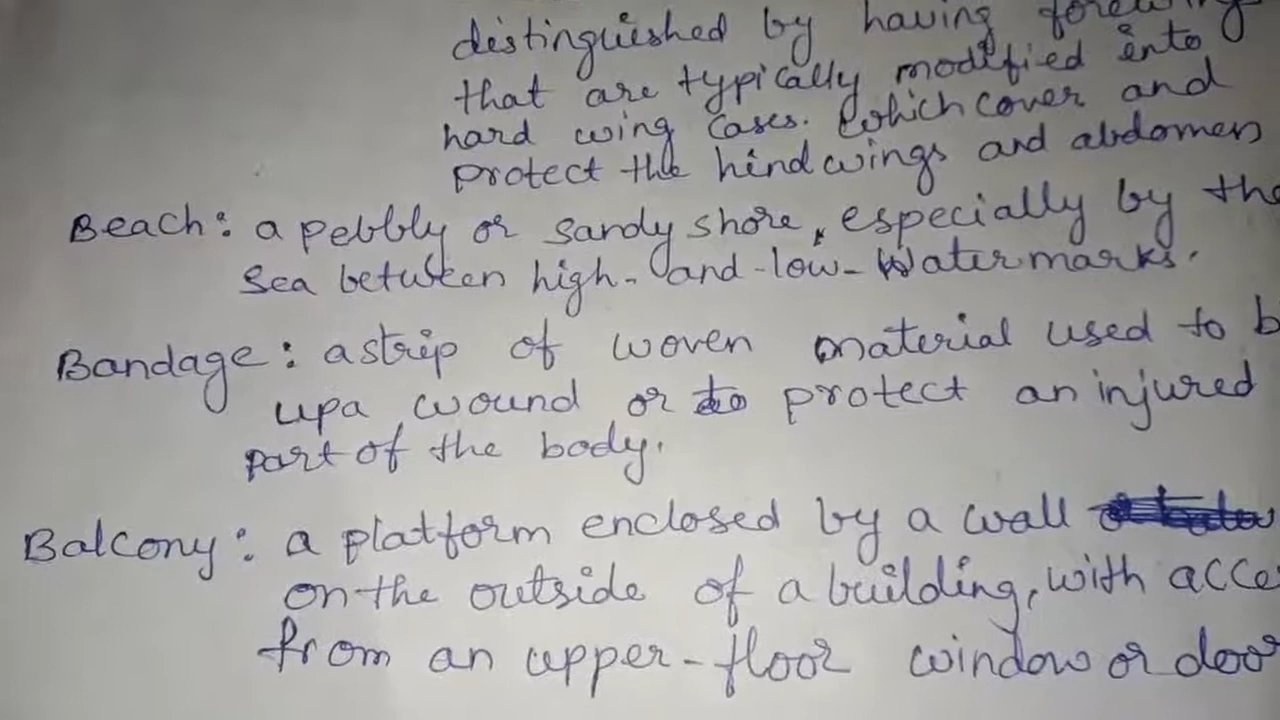 distinguished by having forewing
that are typically modified into
hard wing cases. which cover and
protect the hind wings and abdomen
Beach: a pebbly or sandy shore, especially by the
sea between high-and-low-Watermarks.
Bandage: a strip of woven material used to b
up a wound or to protect an injured
part of the body.
Balcony: a platform enclosed by a wall
on the outside of a building, with acce
from an upper-floor window or door